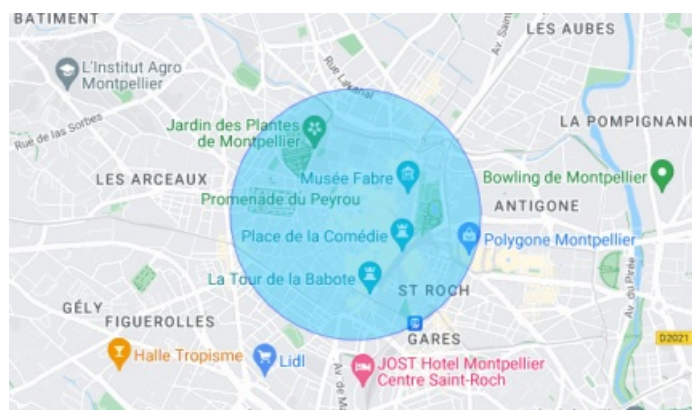 BATIMENT
LES AUBES
L'Institut Agro
Montpellier
Rue Lakanal
Av. Saint
Rue de las Sorbes
Jardin des Plantes
de Montpellier
LA POMPIGNANE
LES ARCEAUX
Musée Fabre
Bowling de Montpellier
Promenade du Peyrou
ANTIGONE
Place de la Comédie
Polygone Montpellier
La Tour de la Babote
ST ROCH
Av. du Pirée
GÉLY
FIGUEROLLES
GARES
D2021
Halle Tropisme
Lidl
JOST Hotel Montpellier
Centre Saint-Roch